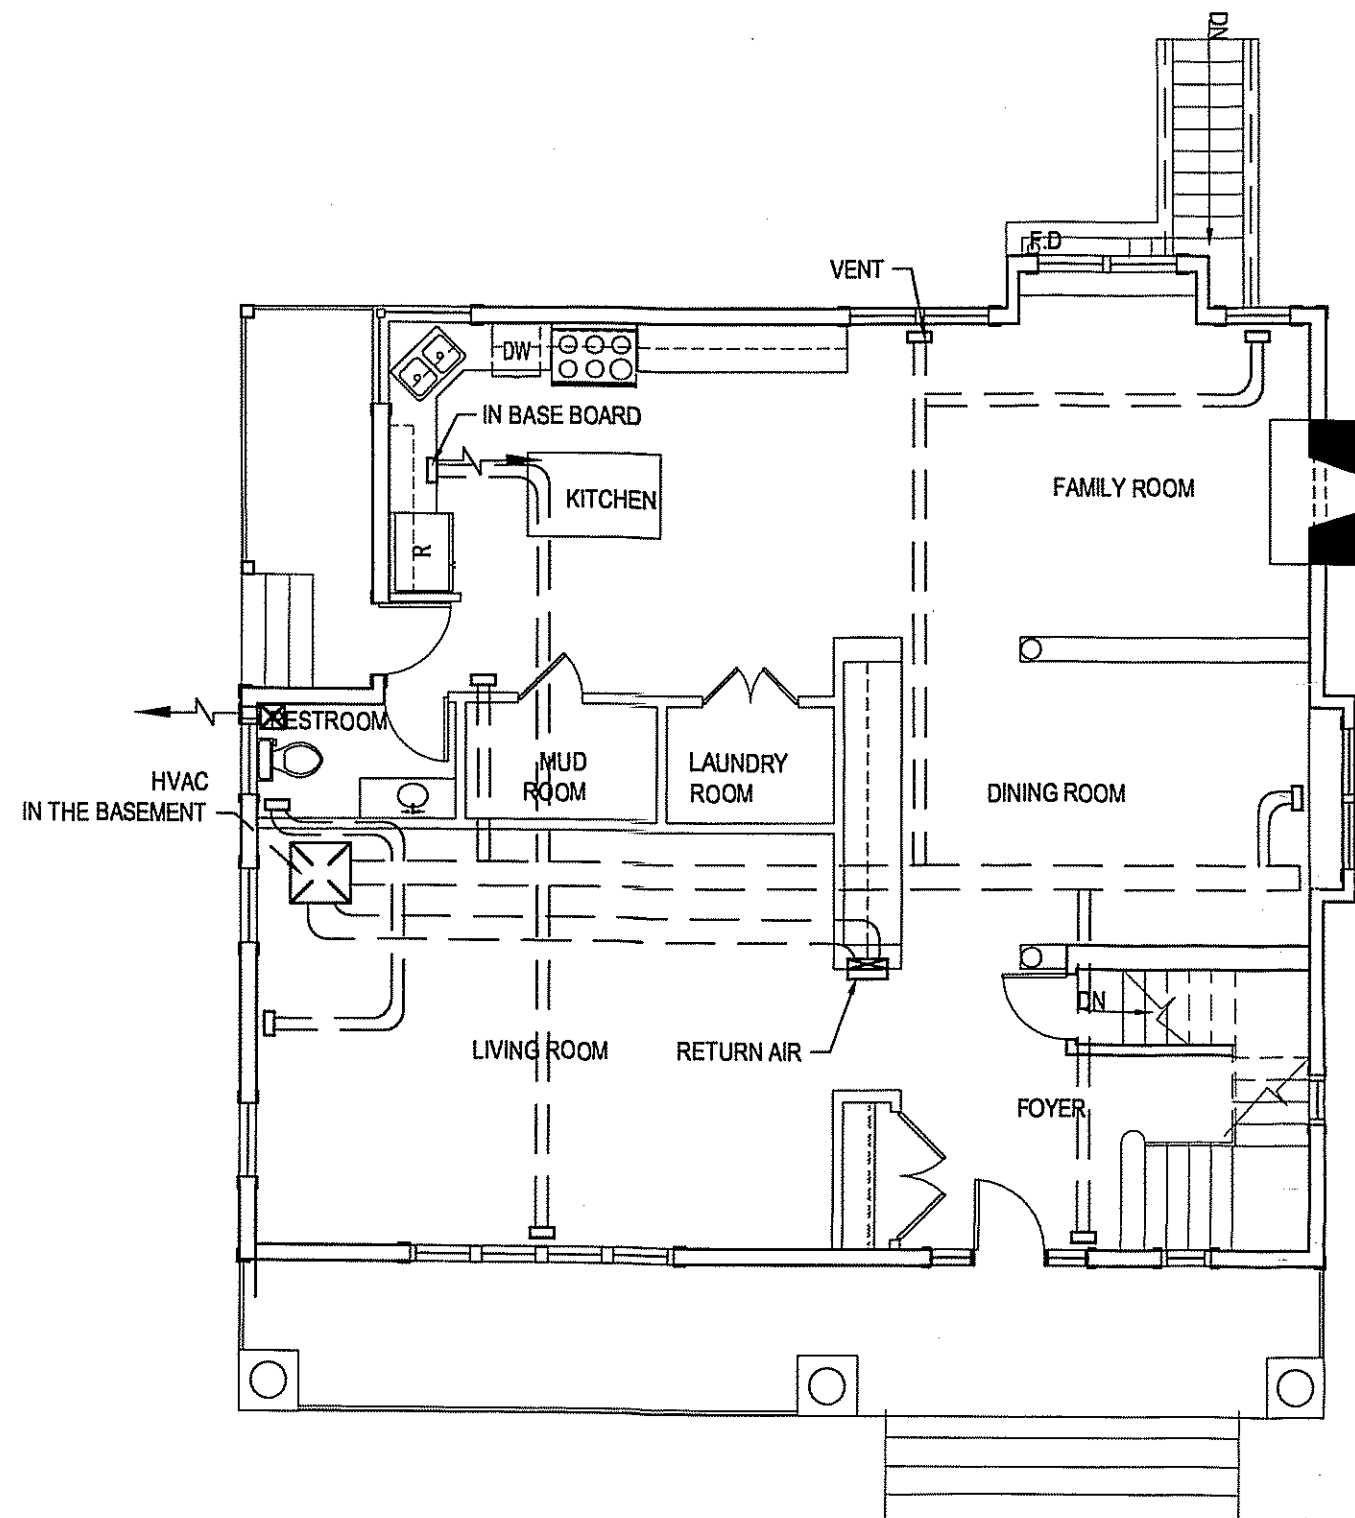 DN
F.D
VENT
DW
IN BASE BOARD
KITCHEN
FAMILY ROOM
R
RESTROOM
HVAC
IN THE BASEMENT
MUD
ROOM
LAUNDRY
ROOM
DINING ROOM
DN
LIVING ROOM
RETURN AIR
FOYER